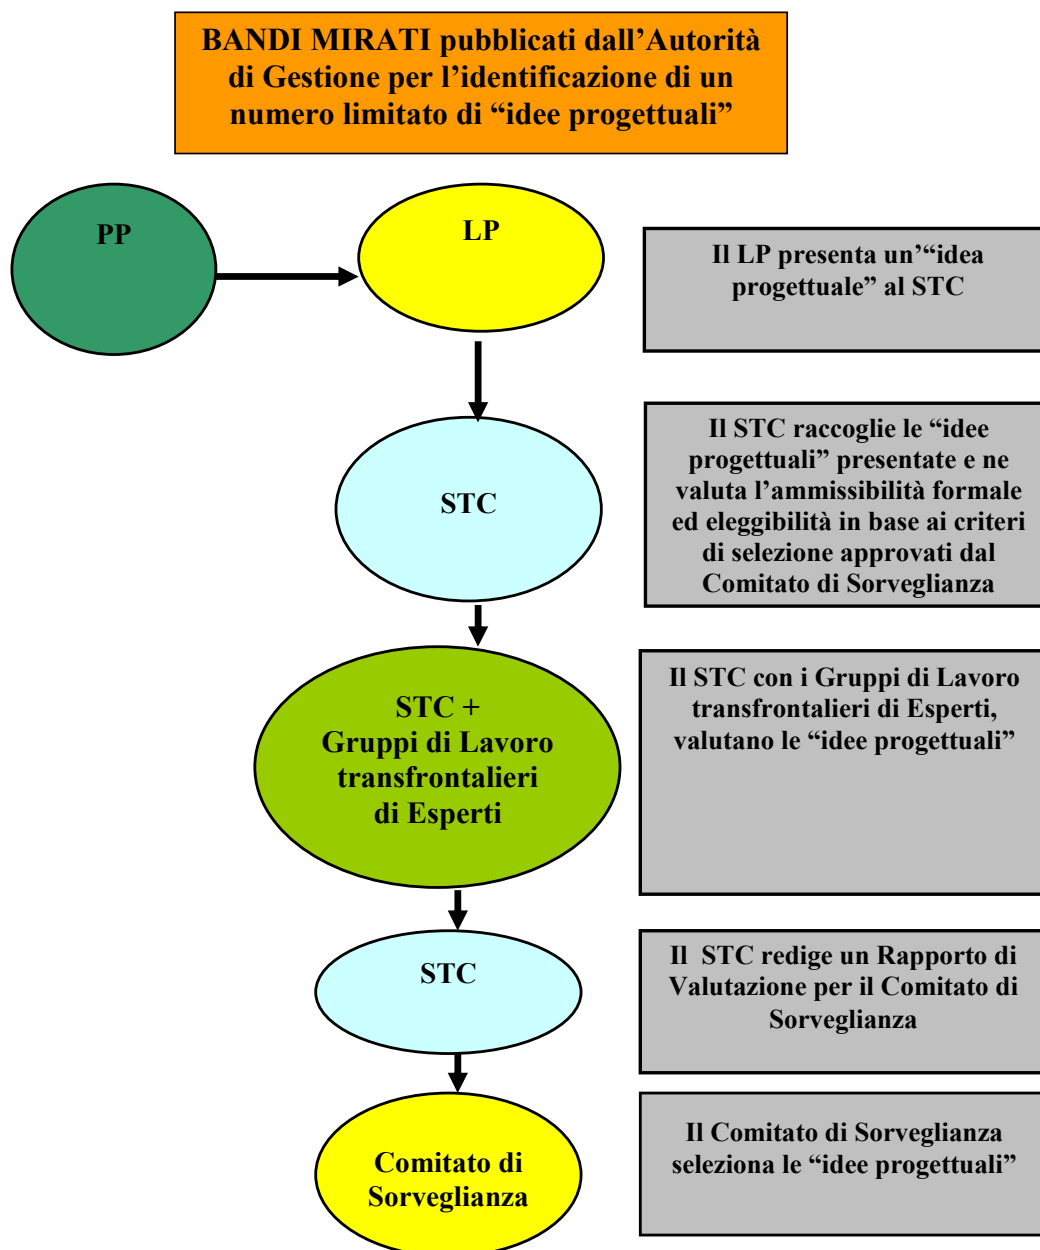 BANDI MIRATI pubblicati dall’Autorità
di Gestione per l’identificazione di un
numero limitato di “idee progettuali”
PP
LP
Il LP presenta un’“idea
progettuale” al STC
STC
Il STC raccoglie le “idee
progettuali” presentate e ne
valuta l’ammissibilità formale
ed eleggibilità in base ai criteri
di selezione approvati dal
Comitato di Sorveglianza
STC +
Gruppi di Lavoro
transfrontalieri
di Esperti
Il STC con i Gruppi di Lavoro
transfrontalieri di Esperti,
valutano le “idee progettuali”
STC
Il  STC redige un Rapporto di
Valutazione per il Comitato di
Sorveglianza
Comitato di
Sorveglianza
Il Comitato di Sorveglianza
seleziona le “idee progettuali”